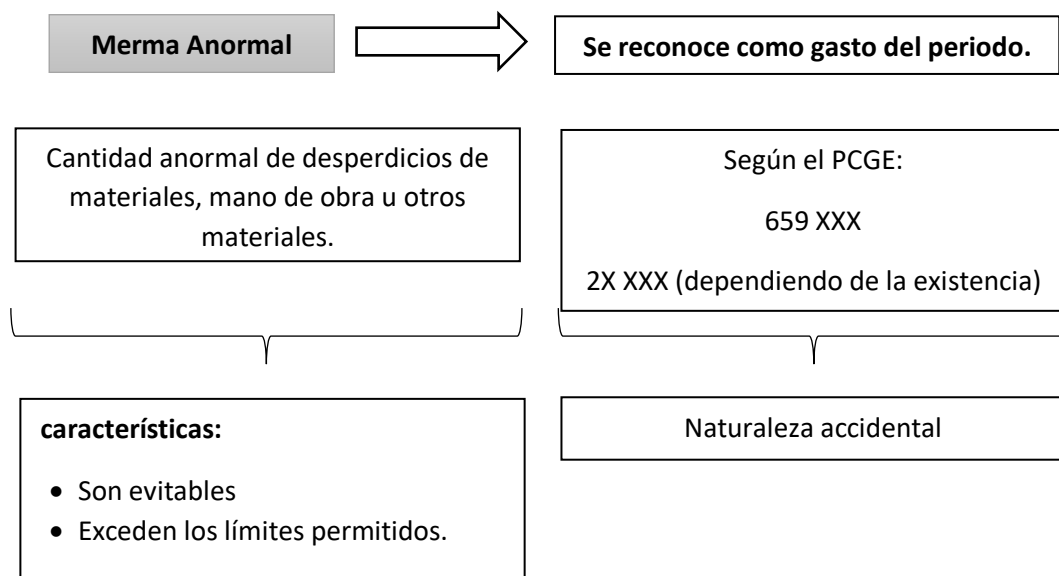 Merma Anormal
Se reconoce como gasto del periodo.
Cantidad anormal de desperdicios de
materiales, mano de obra u otros
materiales.
Según el PCGE:
659 XXX
2X XXX (dependiendo de la existencia)
características:
• Son evitables
• Exceden los límites permitidos.
Naturaleza accidental